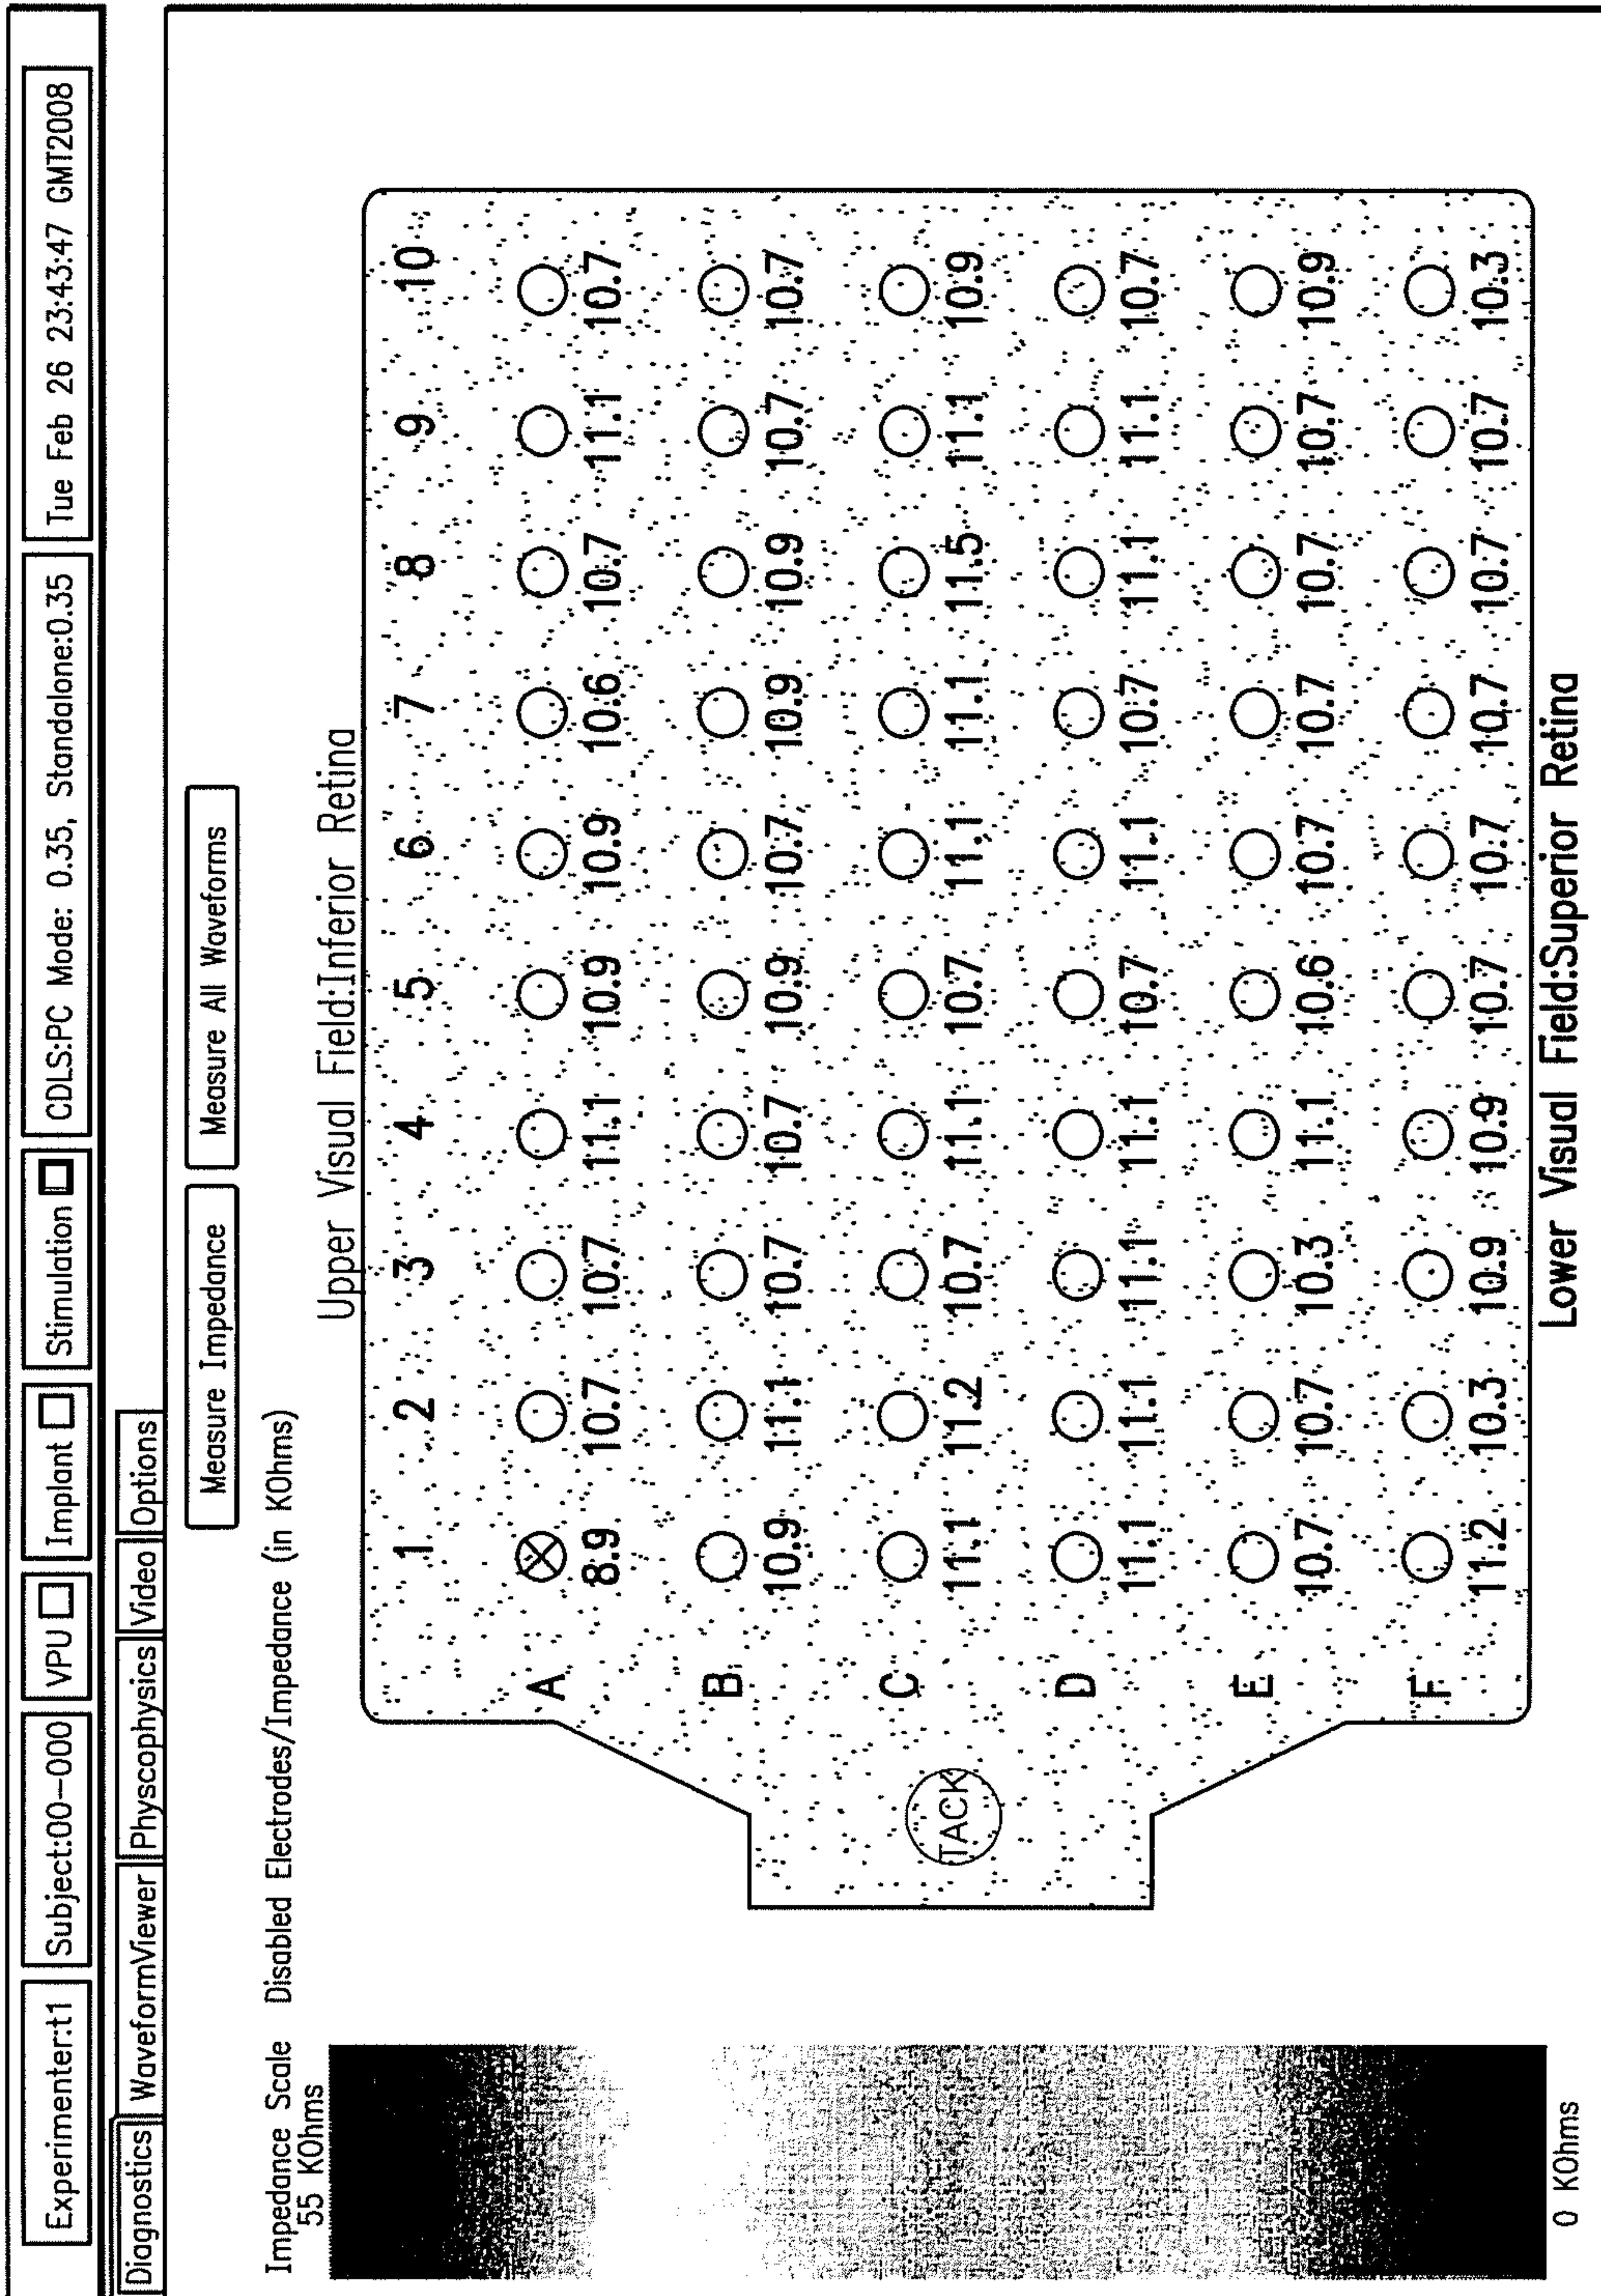 Experimenter:t1 Subject:00-000 VPU Implant Stimulation CDLS:PC Mode: 0.35, Standalone:0.35 Tue Feb 26 23:43:47 GMT2008
Diagnostics WaveformViewer Physcophysics Video Options
Measure Impedance Measure All Waveforms
Impedance Scale Disabled Electrodes/Impedance (in KOhms)
55 KOhms
Upper Visual Field:Inferior Retina
1 2 3 4 5 6 7 8 9 10
A
8.9 10.7 10.7 11.1 10.9 10.9 10.6 10.7 11.1 10.7
B
10.9 11.1 10.7 10.7 10.9 10.7 10.9 10.9 10.7 10.7
C
11.1 11.2 10.7 11.1 10.7 11.1 11.1 11.5 11.1 10.9
TACK
D
11.1 11.1 11.1 11.1 10.7 11.1 10.7 11.1 11.1 10.7
E
10.7 10.7 10.3 11.1 10.6 10.7 10.7 10.7 10.7 10.9
F
11.2 10.3 10.9 10.9 10.7 10.7 10.7 10.7 10.7 10.3
Lower Visual Field:Superior Retina
0 KOhms